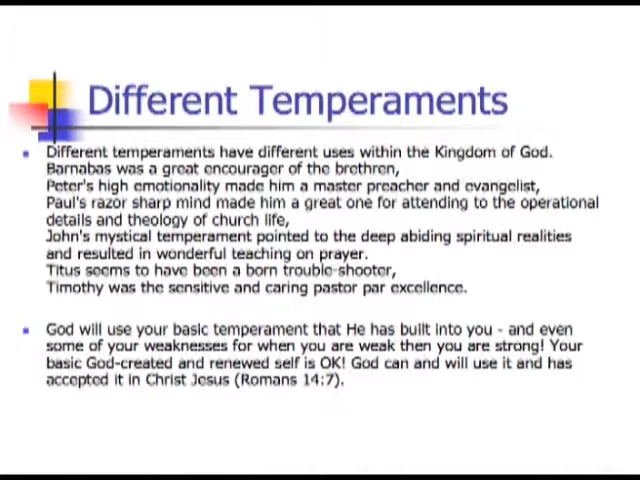 Different Temperaments
Different temperaments have different uses within the Kingdom of God.
Barnabas was a great encourager of the brethren,
Peter's high emotionality made him a master preacher and evangelist,
Paul's razor sharp mind made him a great one for attending to the operational
details and theology of church life,
John's mystical temperament pointed to the deep abiding spiritual realities
and resulted in wonderful teaching on prayer.
Titus seems to have been a born trouble-shooter,
Timothy was the sensitive and caring pastor par excellence.
God will use your basic temperament that He has built into you - and even
some of your weaknesses for when you are weak then you are strong! Your
basic God-created and renewed self is OK! God can and will use it and has
accepted it in Christ Jesus (Romans 14:7).